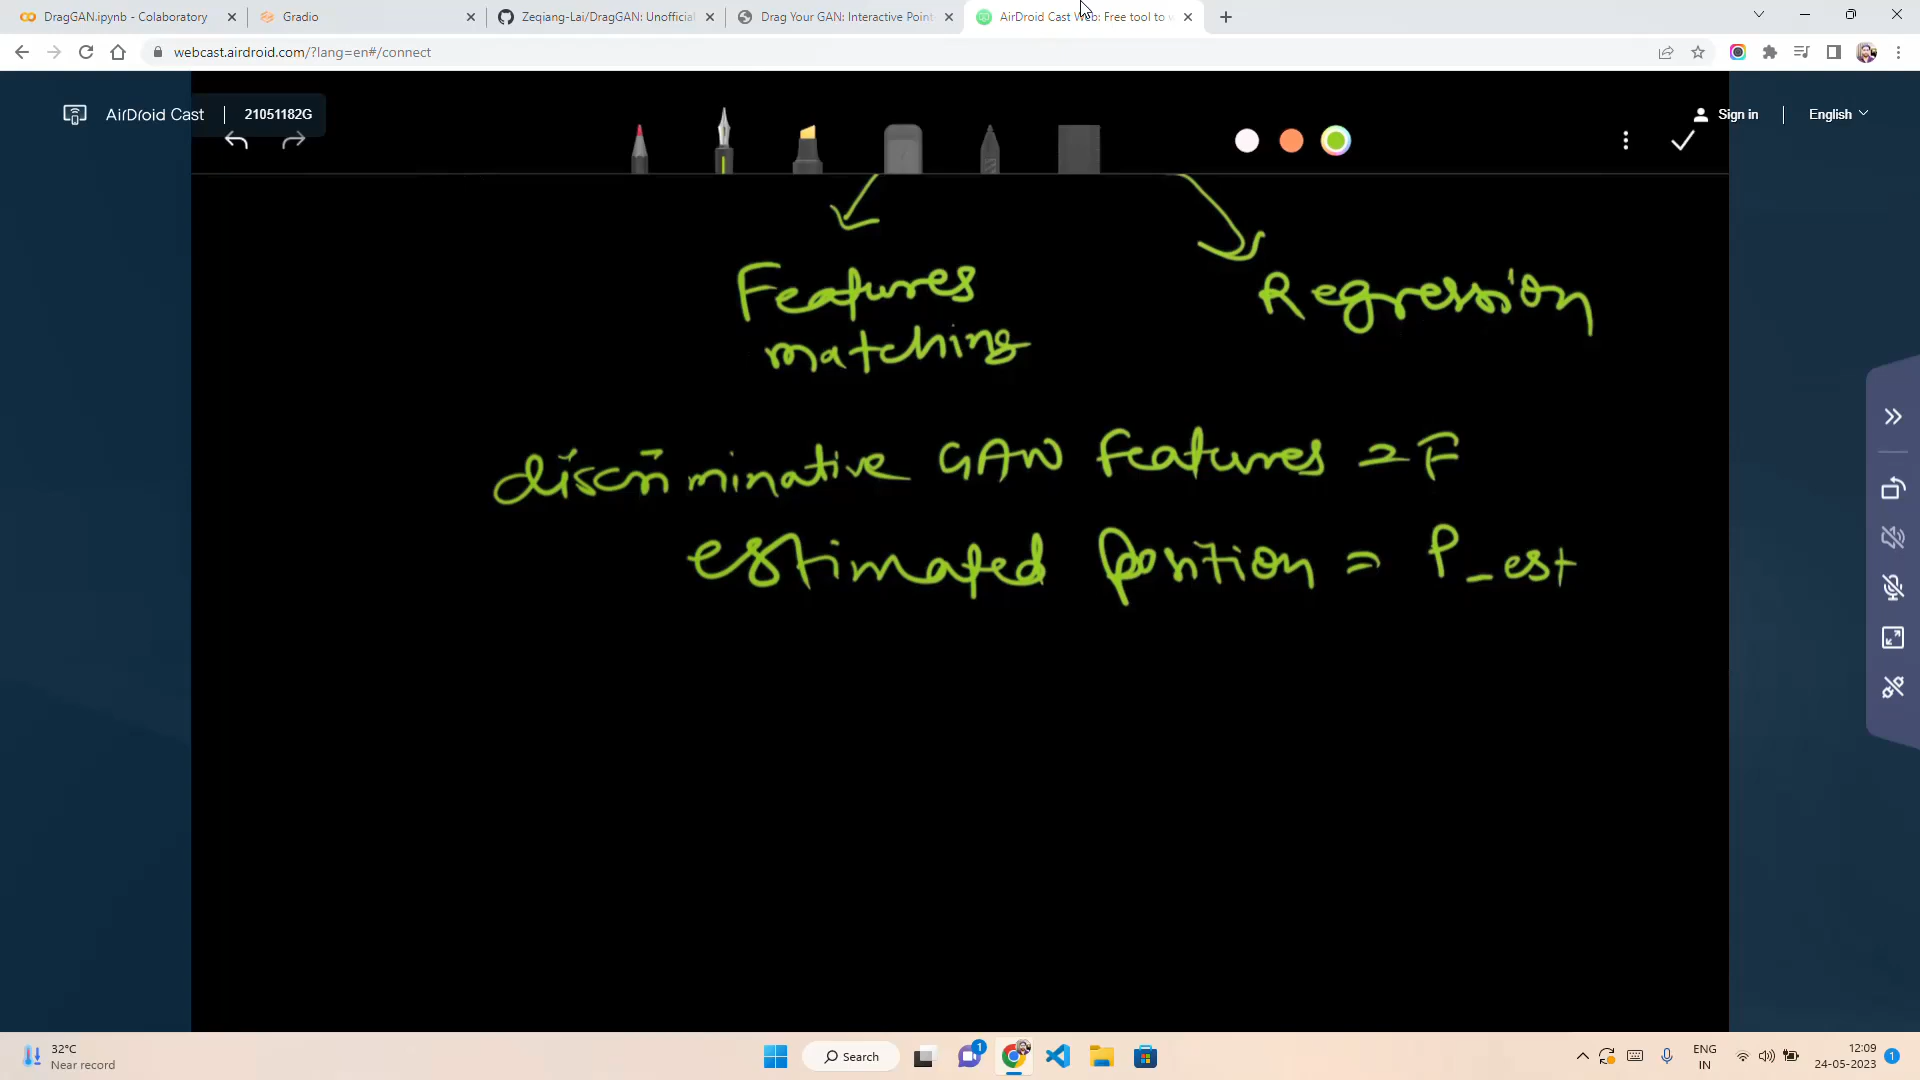 DragGAN.ipynb - Colaboratory
Gradio
Zeqiang-Lai/DragGAN: Unofficial
Drag Your GAN: Interactive Point
AirDroid Cast Web: Free tool to
webcast.airdroid.com/?lang=en#/connect
AirDroid Cast
21051182G
Sign in
English
Features
matching
Regression
discriminative GAN features = F
estimated position = P_est
32°C
Near record
Search
1
ENG
IN
12:09
24-05-2023
1